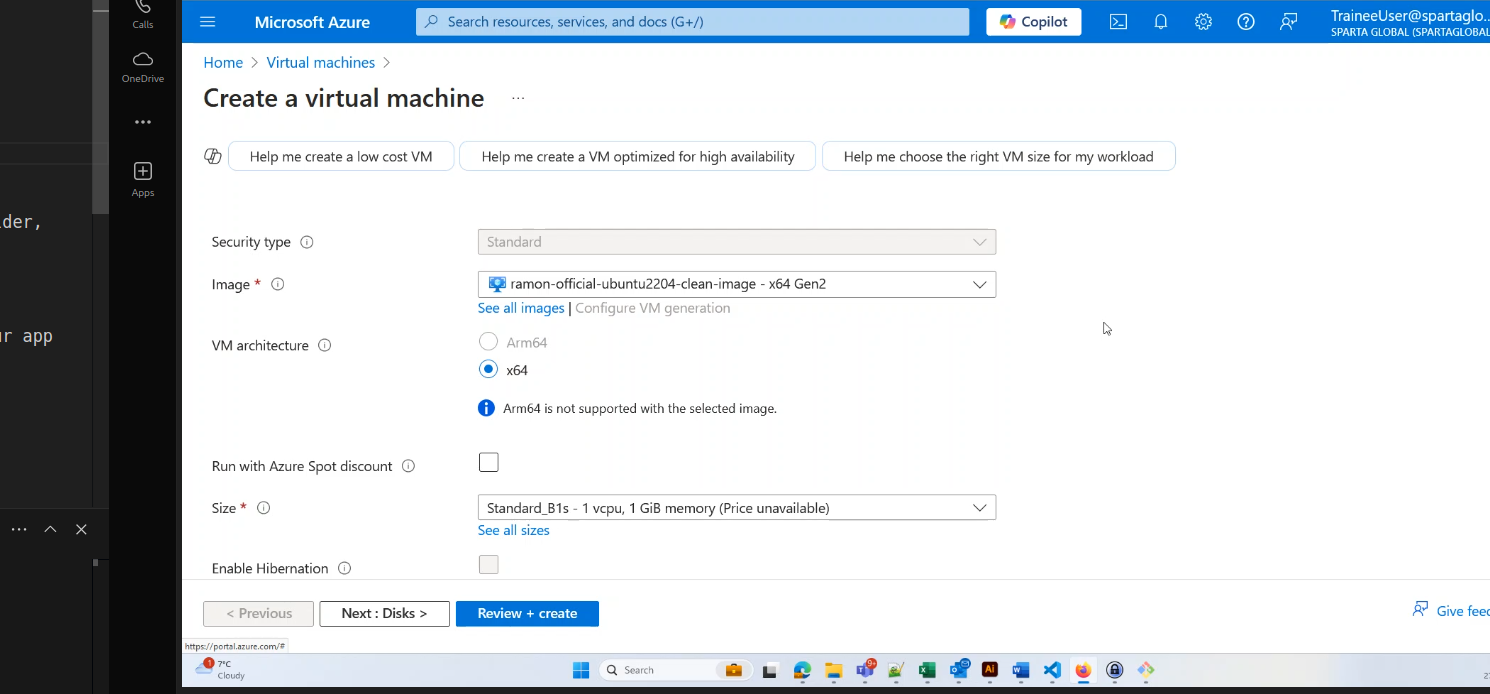 Calls
OneDrive
Apps
lder,
ur app
Microsoft Azure
Search resources, services, and docs (G+/)
Copilot
TraineeUser@spartaglo...
SPARTA GLOBAL (SPARTAGLOBAL
Home > Virtual machines >
Create a virtual machine ...
Help me create a low cost VM
Help me create a VM optimized for high availability
Help me choose the right VM size for my workload
Security type
Standard
Image *
ramon-official-ubuntu2204-clean-image - x64 Gen2
See all images | Configure VM generation
VM architecture
Arm64
x64
Arm64 is not supported with the selected image.
Run with Azure Spot discount
Size *
Standard_B1s - 1 vcpu, 1 GiB memory (Price unavailable)
See all sizes
Enable Hibernation
< Previous
Next : Disks >
Review + create
Give feed
https://portal.azure.com/#
1
7°C
Cloudy
Search
9+